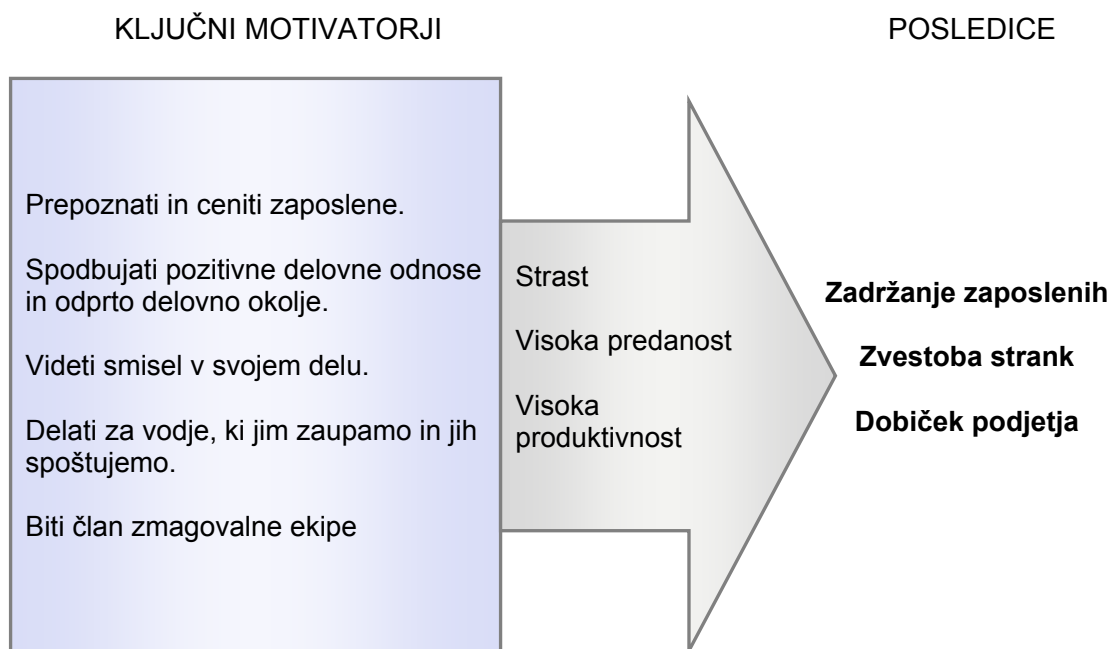 KLJUČNI MOTIVATORJI
POSLEDICE
Prepoznati in ceniti zaposlene.
Spodbujati pozitivne delovne odnose
in odprto delovno okolje.
Videti smisel v svojem delu.
Delati za vodje, ki jim zaupamo in jih
spoštujemo.
Biti član zmagovalne ekipe
Strast
Visoka predanost
Visoka
produktivnost
Zadržanje zaposlenih
Zvestoba strank
Dobiček podjetja